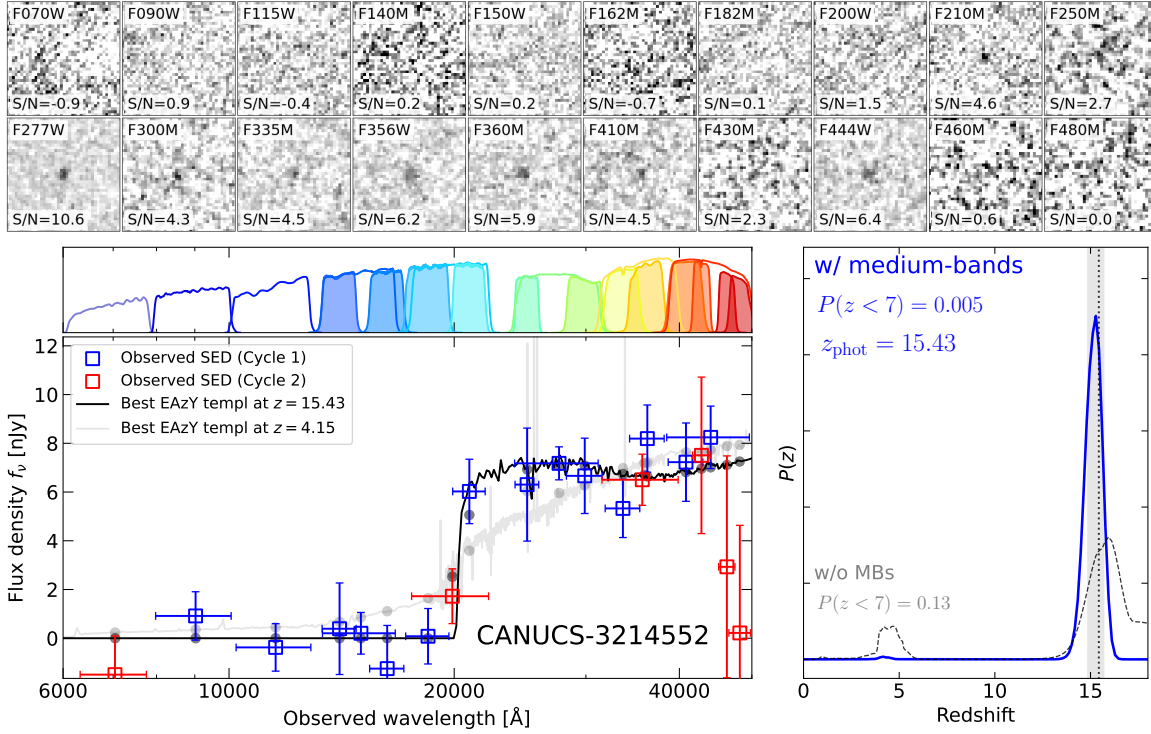 F070W F090W F115W F140M F150W F162M F182M F200W F210M F250M
S/N=-0.9 S/N=0.9 S/N=-0.4 S/N=0.2 S/N=0.2 S/N=-0.7 S/N=0.1 S/N=1.5 S/N=4.6 S/N=2.7
F277W F300M F335M F356W F360M F410M F430M F444W F460M F480M
S/N=10.6 S/N=4.3 S/N=4.5 S/N=6.2 S/N=5.9 S/N=4.5 S/N=2.3 S/N=6.4 S/N=0.6 S/N=0.0
Observed SED (Cycle 1)
Observed SED (Cycle 2)
Best EAzY templ at z = 15.43
Best EAzY templ at z = 4.15
CANUCS-3214552
12
10
8
6
4
2
0
Flux density fν [nJy]
6000 10000 20000 40000
Observed wavelength [Å]
w/ medium-bands
P(z < 7) = 0.005
zphot = 15.43
w/o MBs
P(z < 7) = 0.13
P(z)
0 5 10 15
Redshift